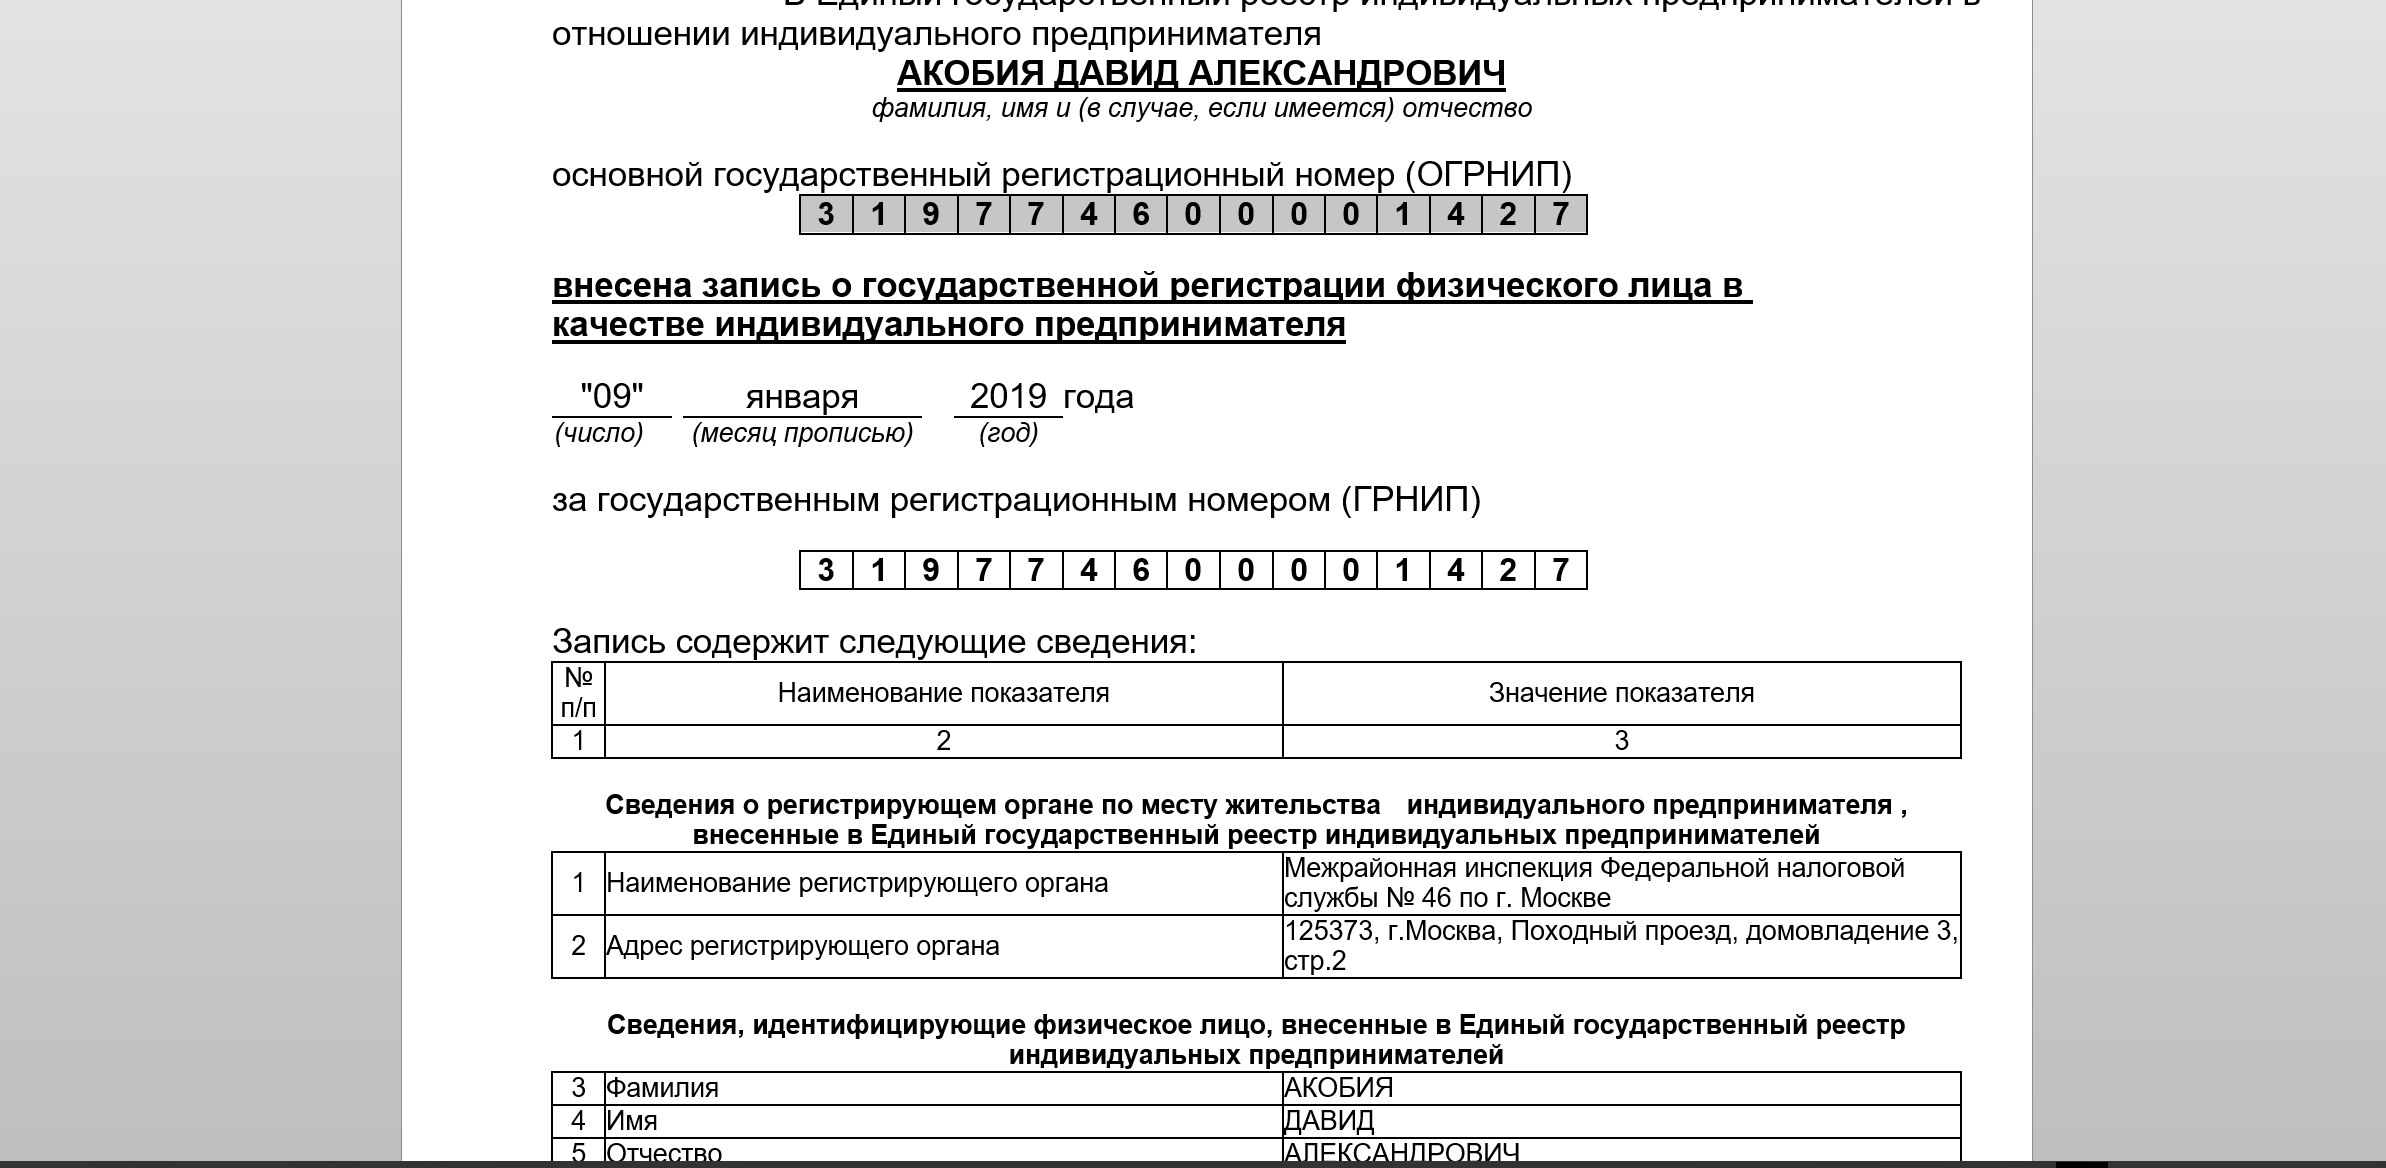 В Единый государственный реестр индивидуальных предпринимателей в
отношении индивидуального предпринимателя
АКОБИЯ ДАВИД АЛЕКСАНДРОВИЧ
фамилия, имя и (в случае, если имеется) отчество
основной государственный регистрационный номер (ОГРНИП)
3 1 9 7 7 4 6 0 0 0 0 1 4 2 7
внесена запись о государственной регистрации физического лица в
качестве индивидуального предпринимателя
"09" января 2019 года
(число) (месяц прописью) (год)
за государственным регистрационным номером (ГРНИП)
3 1 9 7 7 4 6 0 0 0 0 1 4 2 7
Запись содержит следующие сведения:
№ п/п Наименование показателя Значение показателя
1 2 3
Сведения о регистрирующем органе по месту жительства индивидуального предпринимателя ,
внесенные в Единый государственный реестр индивидуальных предпринимателей
1 Наименование регистрирующего органа Межрайонная инспекция Федеральной налоговой
службы № 46 по г. Москве
2 Адрес регистрирующего органа 125373, г.Москва, Походный проезд, домовладение 3,
стр.2
Сведения, идентифицирующие физическое лицо, внесенные в Единый государственный реестр
индивидуальных предпринимателей
3 Фамилия АКОБИЯ
4 Имя ДАВИД
5 Отчество АЛЕКСАНДРОВИЧ